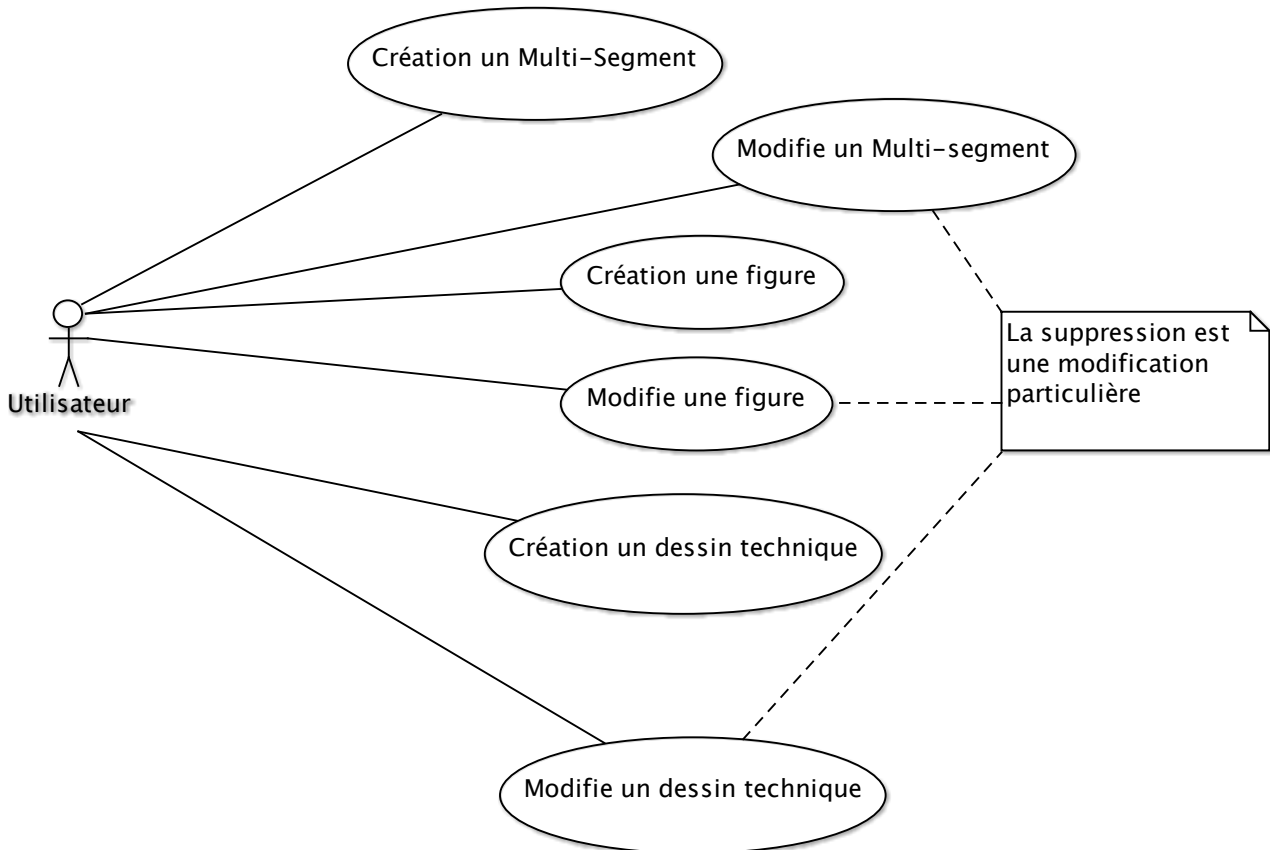 Création un Multi-Segment
Modifie un Multi-segment
Création une figure
La suppression est
une modification
particulière
Modifie une figure
Utilisateur
Création un dessin technique
Modifie un dessin technique